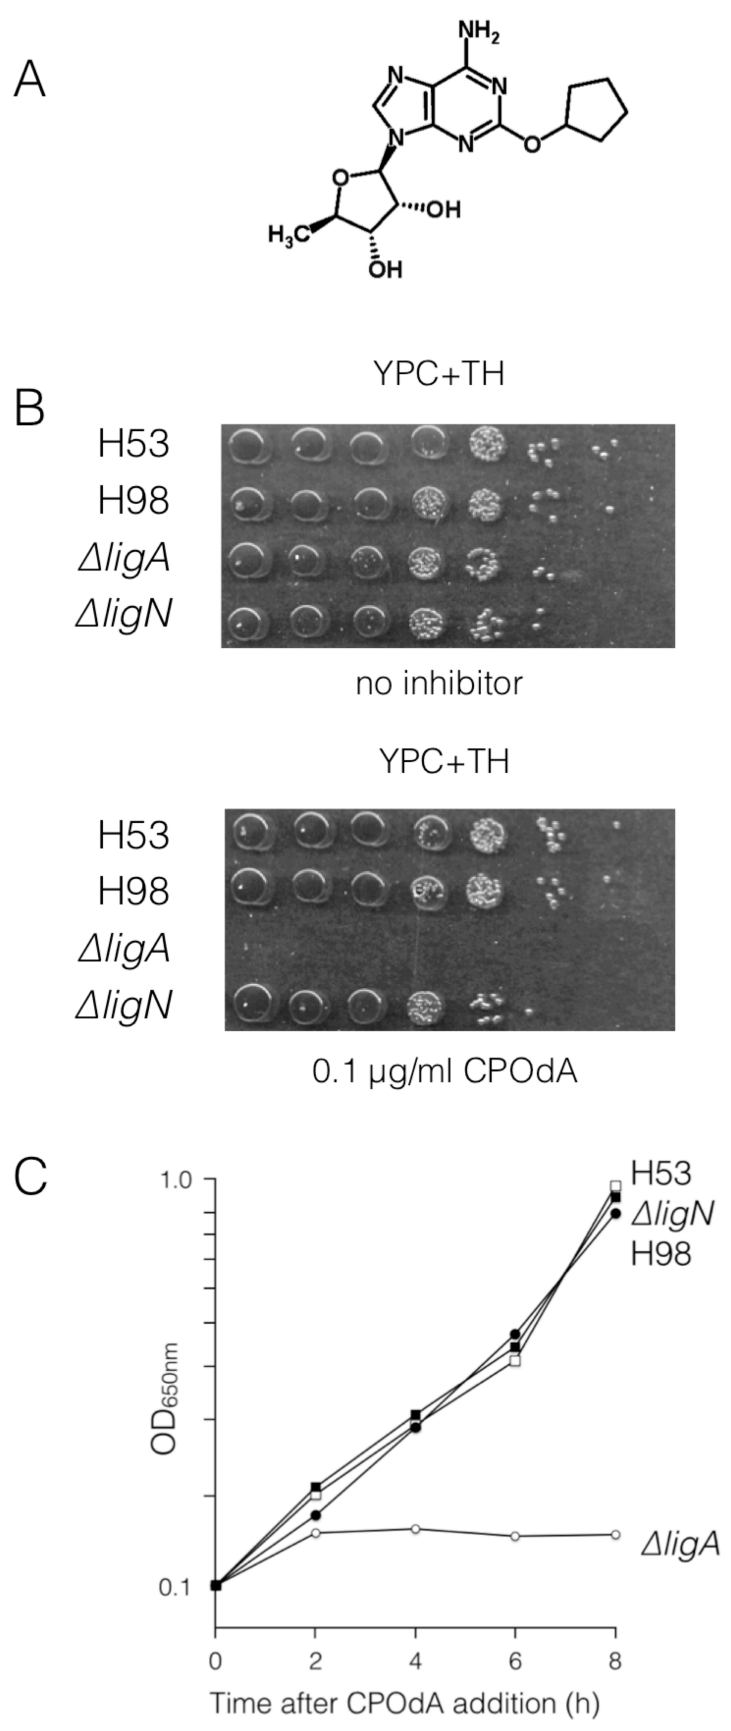 A
NH₂
N
N
N
N
O
O
OH
H₃C
OH
YPC+TH
B
H53
H98
ΔligA
ΔligN
no inhibitor
YPC+TH
H53
H98
ΔligA
ΔligN
0.1 µg/ml CPOdA
C
1.0
H53
ΔligN
H98
OD650nm
ΔligA
0.1
0 2 4 6 8
Time after CPOdA addition (h)